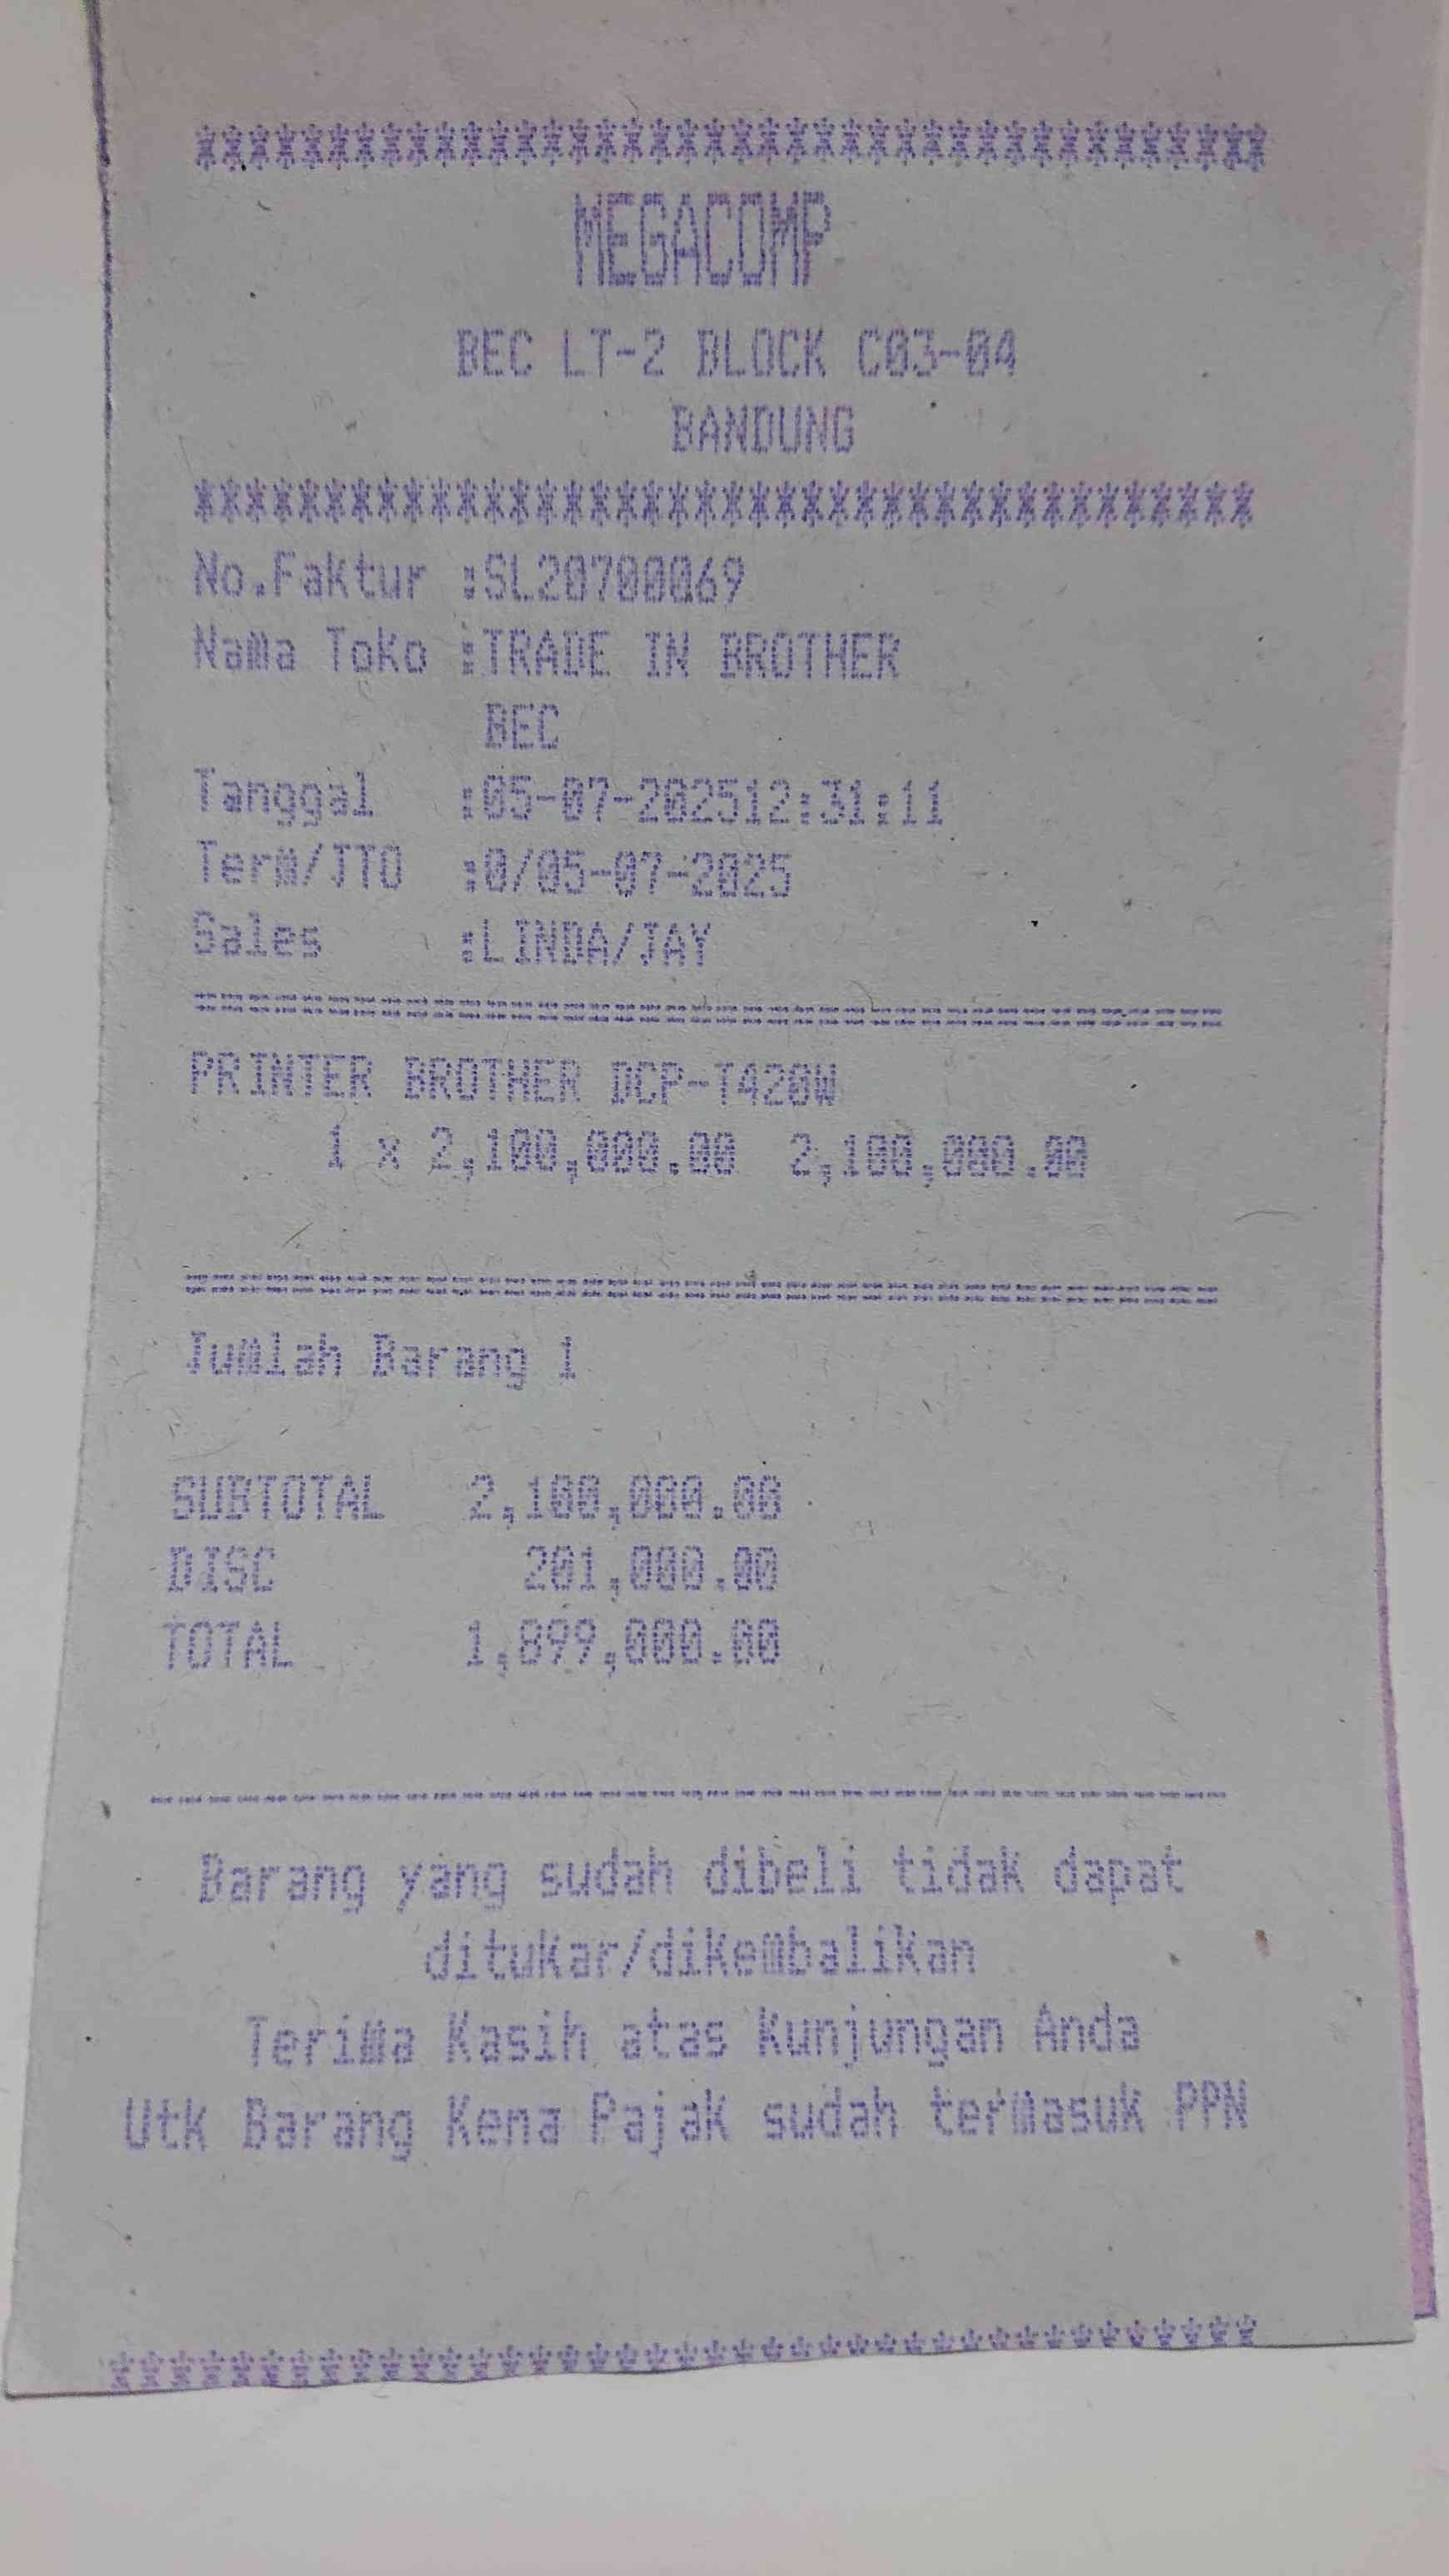 ****************************************
MEGACOMP
BEC LT-2 BLOCK C03-04
BANDUNG
****************************************
No.Faktur :SL20700069
Nama Toko :TRADE IN BROTHER
BEC
Tanggal :05-07-202512:31:11
Term/JTO :0/05-07-2025
Sales :LINDA/JAY
========================================
PRINTER BROTHER DCP-T420W
1 x 2,100,000.00 2,100,000.00
========================================
Jumlah Barang 1
SUBTOTAL 2,100,000.00
DISC 201,000.00
TOTAL 1,899,000.00
----------------------------------------
Barang yang sudah dibeli tidak dapat
ditukar/dikembalikan
Terima Kasih atas Kunjungan Anda
Utk Barang Kena Pajak sudah termasuk PPN
****************************************